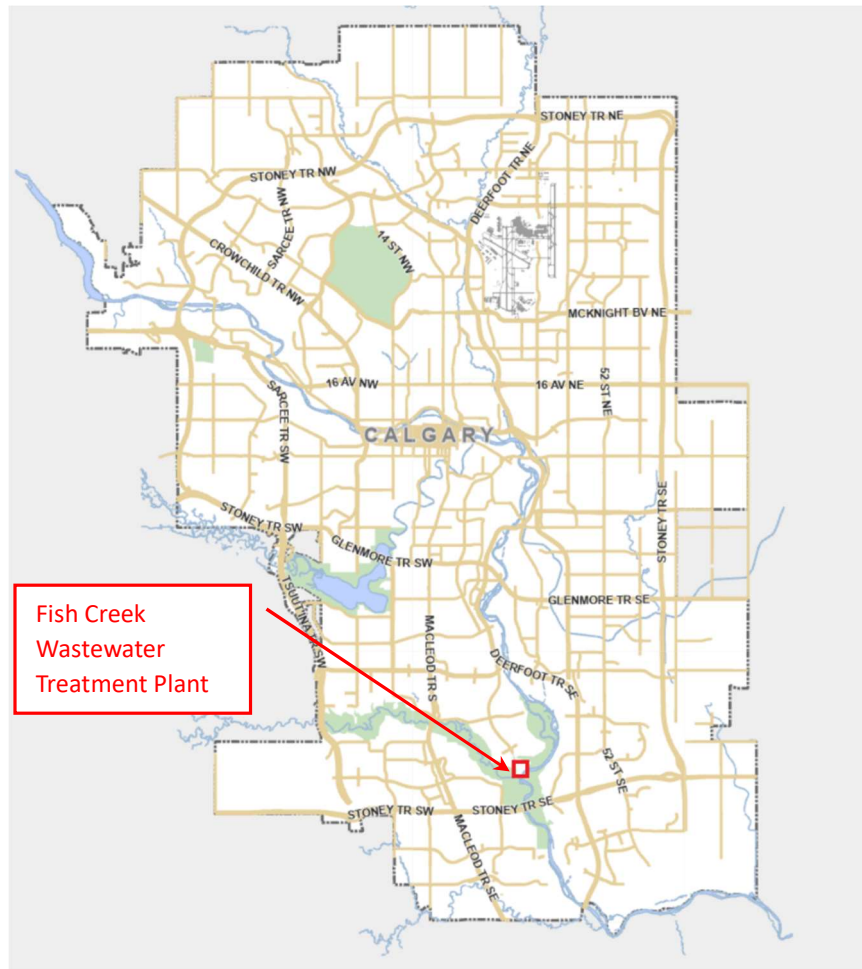 STONEY TR NE
DEERFOOT TR NE
STONEY TR NW
SARCEE TR NW
14 ST NW
CROWCHILD TR NW
MCKNIGHT BV NE
16 AV NW
16 AV NE
52 ST NE
SARCEE TR SW
CALGARY
STONEY TR SW
STONEY TR SE
GLENMORE TR SW
TSUUTINA TR SW
GLENMORE TR SE
Fish Creek
Wastewater
Treatment Plant
MACLEOD TR S
DEERFOOT TR SE
52 ST SE
STONEY TR SW
STONEY TR SE
MACLEOD TR SE